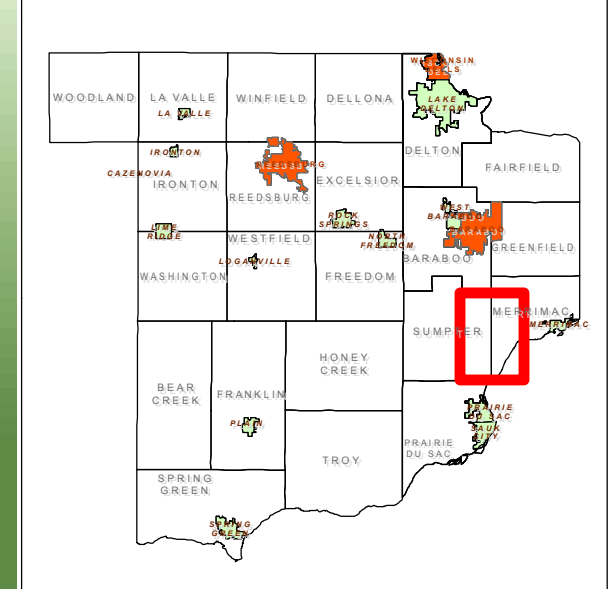 WISCONSIN
DELLS
WOODLAND
LA VALLE
WINFIELD
DELLONA
LAKE
DELTON
LA VALLE
IRONTON
DELTON
CAZENOVIA
REEDSBURG
FAIRFIELD
IRONTON
EXCELSIOR
REEDSBURG
ROCK
SPRINGS
WEST
BARABOO
BARABOO
LIME
RIDGE
WESTFIELD
NORTH
FREEDOM
GREENFIELD
LOGANVILLE
BARABOO
WASHINGTON
FREEDOM
MERRIMAC
MERRIMAC
SUMPTER
HONEY
CREEK
BEAR
CREEK
FRANKLIN
PRAIRIE
DU SAC
SAUK
CITY
PLAIN
PRAIRIE
DU SAC
TROY
SPRING
GREEN
SPRING
GREEN